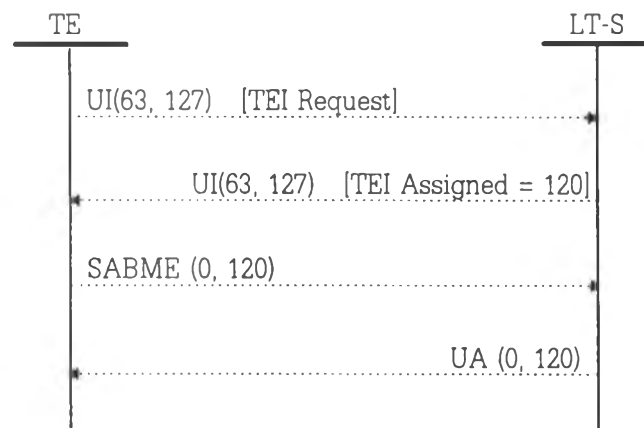 TE LT-S
UI(63, 127) [TEI Request]
UI(63, 127) [TEI Assigned = 120]
SABME (0, 120)
UA (0, 120)